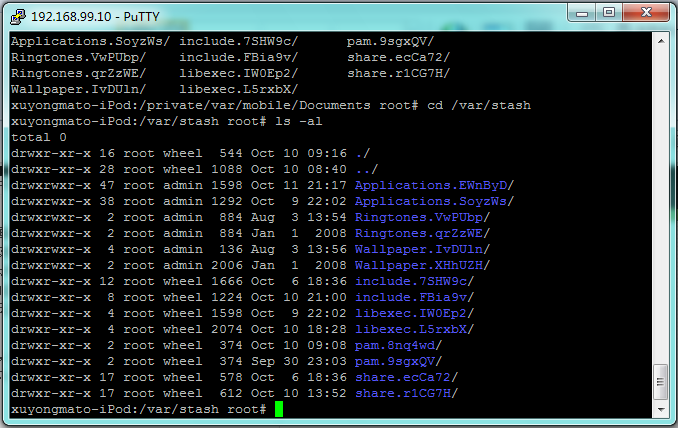 192.168.99.10 - PuTTY
Applications.SoyzWs/ include.7SHW9c/      pam.9sgxQV/
Ringtones.VwPUbp/    include.FBia9v/      share.ecCa72/
Ringtones.qrZzWE/    libexec.IW0Ep2/      share.r1CG7H/
Wallpaper.IvDUln/    libexec.L5rxbX/
xuyongmato-iPod:/private/var/mobile/Documents root# cd /var/stash
xuyongmato-iPod:/var/stash root# ls -al
total 0
drwxr-xr-x 16 root wheel  544 Oct 10 09:16 ./
drwxr-xr-x 28 root wheel 1088 Oct 10 08:40 ../
drwxrwxr-x 47 root admin 1598 Oct 11 21:17 Applications.EWnByD/
drwxrwxr-x 38 root admin 1292 Oct  9 22:02 Applications.SoyzWs/
drwxrwxr-x  2 root admin  884 Aug  3 13:54 Ringtones.VwPUbp/
drwxrwxr-x  2 root admin  884 Jan  1  2008 Ringtones.qrZzWE/
drwxrwxr-x  4 root admin  136 Aug  3 13:56 Wallpaper.IvDUln/
drwxrwxr-x  2 root admin 2006 Jan  1  2008 Wallpaper.XHhUZH/
drwxr-xr-x 12 root wheel 1666 Oct  6 18:36 include.7SHW9c/
drwxr-xr-x  8 root wheel 1224 Oct 10 21:00 include.FBia9v/
drwxr-xr-x  4 root wheel 1598 Oct  9 22:02 libexec.IW0Ep2/
drwxr-xr-x  4 root wheel 2074 Oct 10 18:28 libexec.L5rxbX/
drwxr-xr-x  2 root wheel  374 Oct 10 09:08 pam.8nq4wd/
drwxr-xr-x  2 root wheel  374 Sep 30 23:03 pam.9sgxQV/
drwxr-xr-x 17 root wheel  578 Oct  6 18:36 share.ecCa72/
drwxr-xr-x 17 root wheel  612 Oct 10 13:52 share.r1CG7H/
xuyongmato-iPod:/var/stash root#